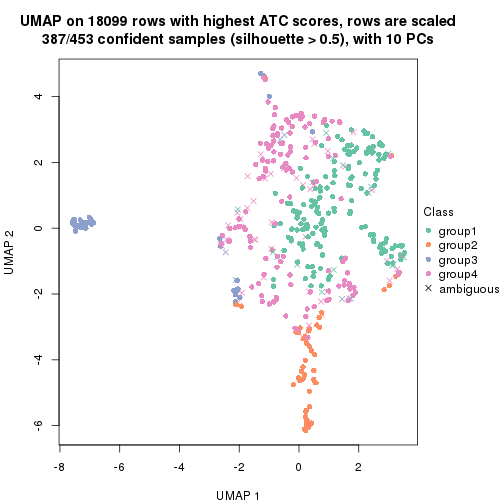 UMAP on 18099 rows with highest ATC scores, rows are scaled
387/453 confident samples (silhouette > 0.5), with 10 PCs
4
2
0
-2
-4
-6
UMAP 2
-8
-6
-4
-2
0
2
UMAP 1
Class
group1
group2
group3
group4
ambiguous